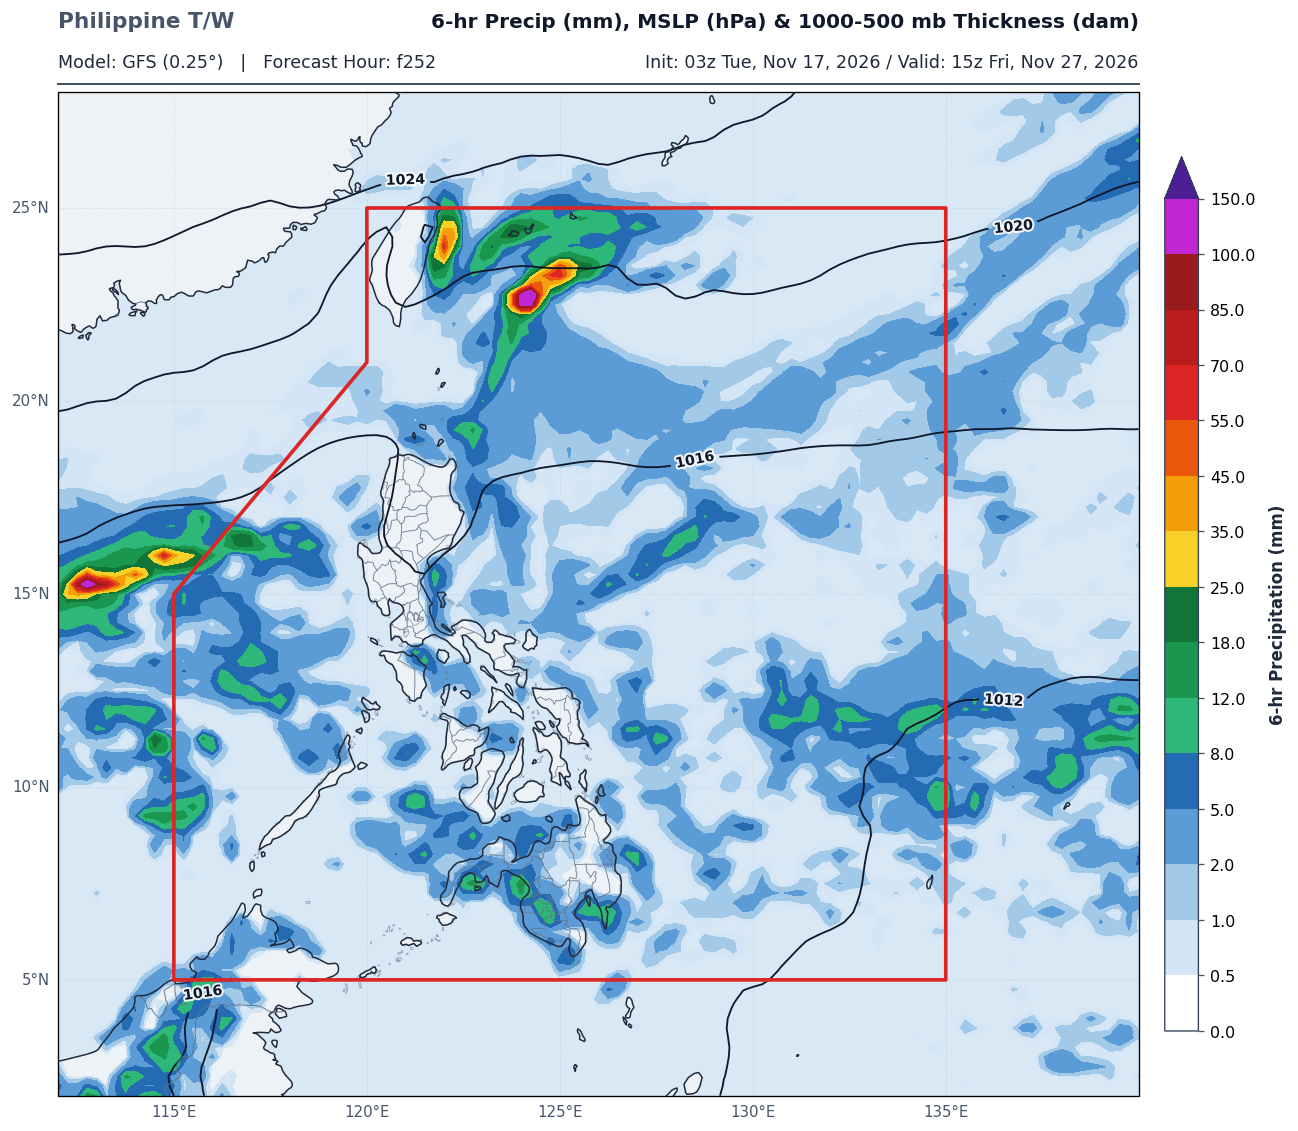 Philippine T/W
6-hr Precip (mm), MSLP (hPa) & 1000-500 mb Thickness (dam)
Model: GFS (0.25°) | Forecast Hour: f252
Init: 03z Tue, Nov 17, 2026 / Valid: 15z Fri, Nov 27, 2026
1024
1020
1016
1012
1016
25°N
20°N
15°N
10°N
5°N
115°E
120°E
125°E
130°E
135°E
150.0
100.0
85.0
70.0
55.0
45.0
35.0
25.0
18.0
12.0
8.0
5.0
2.0
1.0
0.5
0.0
6-hr Precipitation (mm)